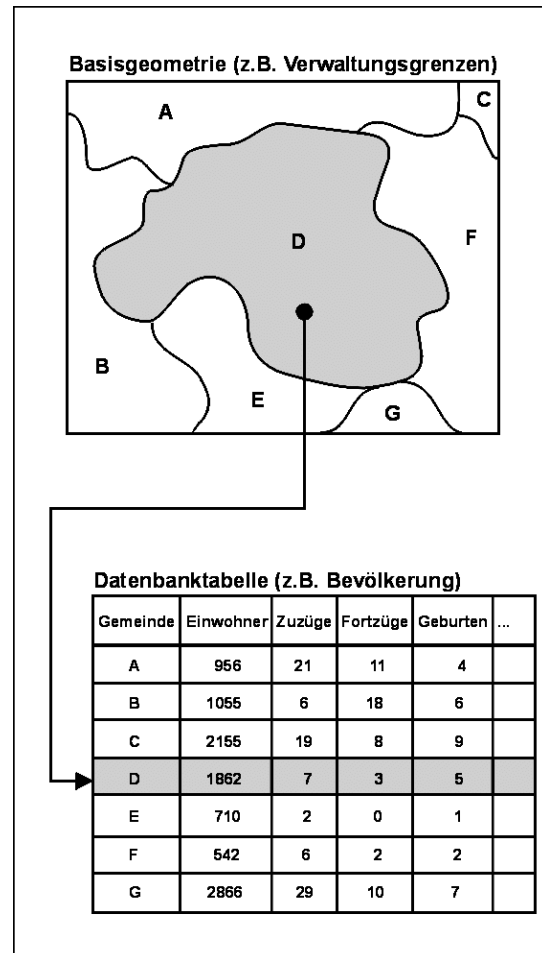 Basisgeometrie (z.B. Verwaltungsgrenzen)
A
C
D
F
B
E
G
Datenbanktabelle (z.B. Bevölkerung)
Gemeinde Einwohner Zuzüge Fortzüge Geburten ...
A 956 21 11 4
B 1055 6 18 6
C 2155 19 8 9
D 1862 7 3 5
E 710 2 0 1
F 542 6 2 2
G 2866 29 10 7